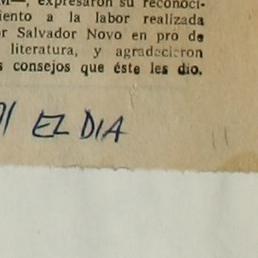 M—, expresaron su reconoci-
iento a la labor realizada
or Salvador Novo en pro de
literatura, y agradecieron
s consejos que éste les dio.
EL DIA